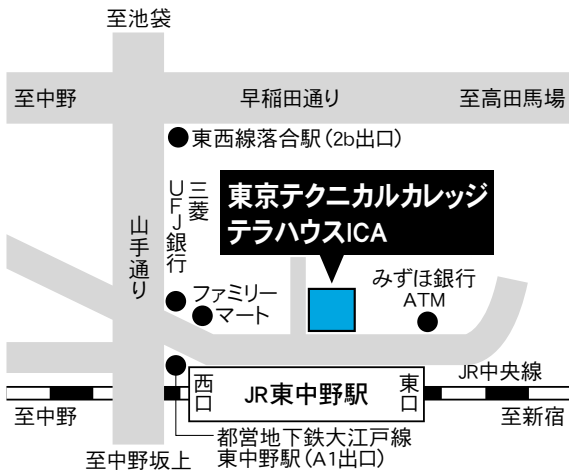 至池袋
至中野
早稲田通り
至高田馬場
東西線落合駅(2b出口)
三菱
UFJ銀行
山手通り
東京テクニカルカレッジ
テラハウスICA
ファミリー
マート
みずほ銀行
ATM
西口
JR東中野駅
東口
JR中央線
至中野
至新宿
都営地下鉄大江戸線
東中野駅(A1出口)
至中野坂上